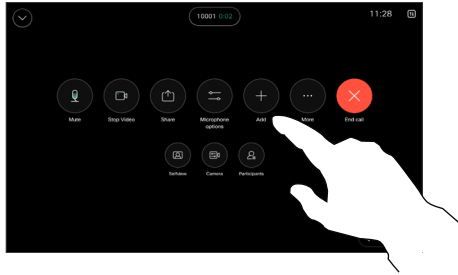 10001 0:02
11:28
Mute
Stop Video
Share
Microphone
options
Add
More
End call
Selfview
Camera
Participants